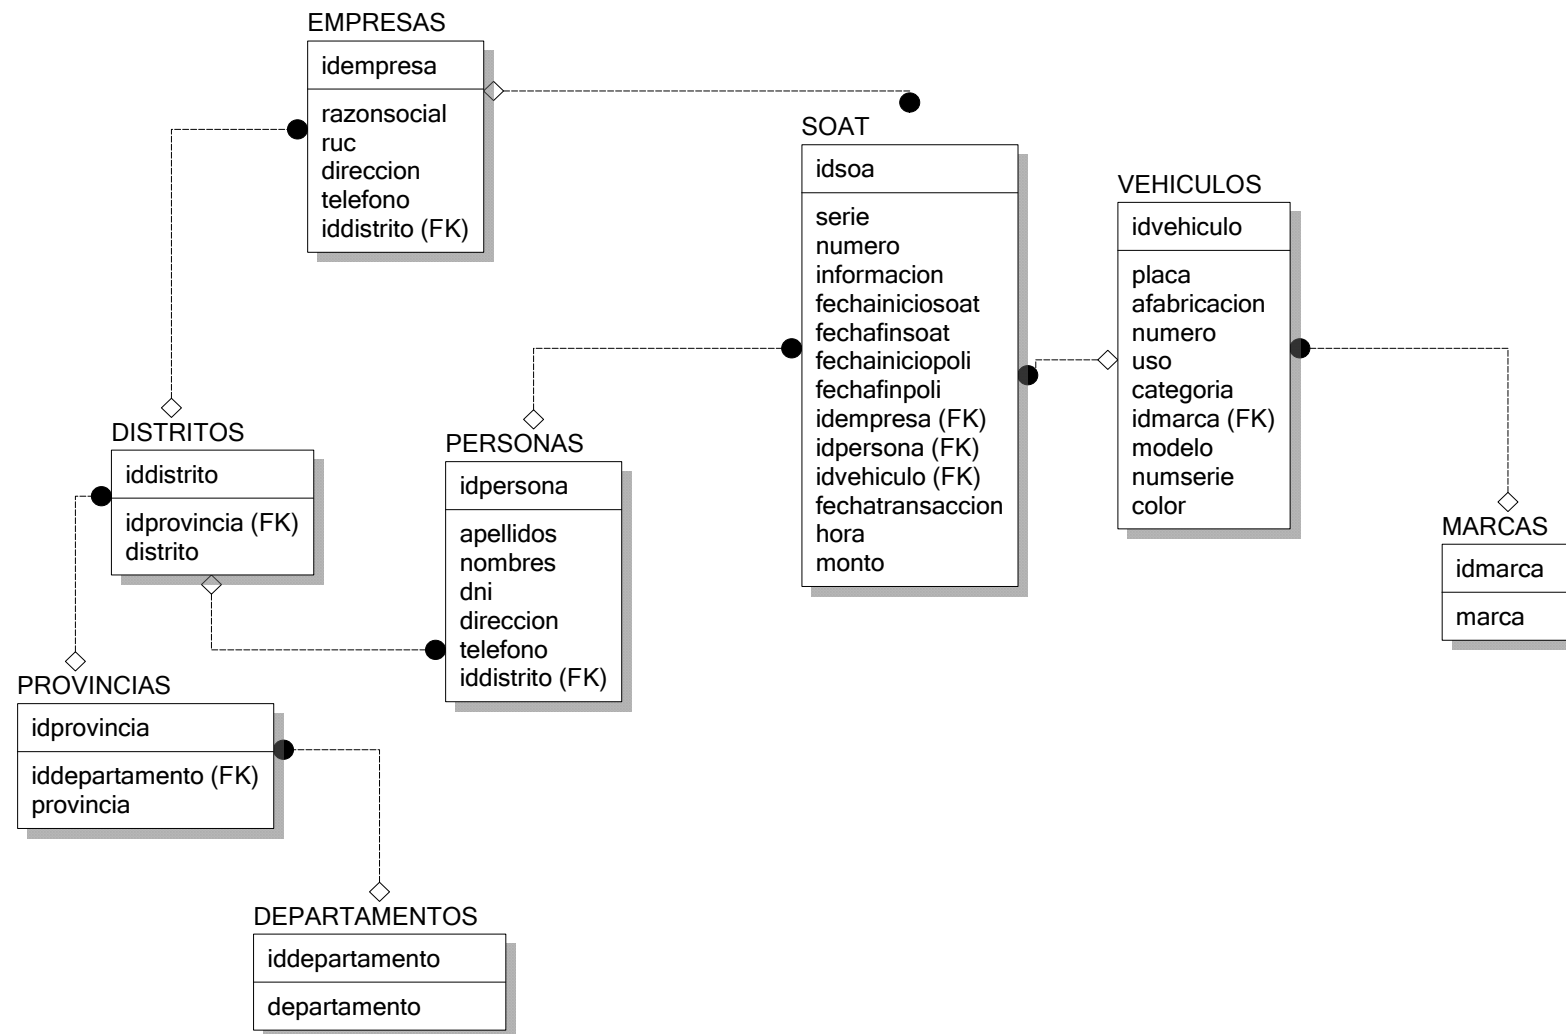 EMPRESAS
idempresa
razonsocial
ruc
direccion
telefono
iddistrito (FK)
SOAT
idsoa
serie
numero
informacion
fechainiciosoat
fechafinsoat
fechainiciopoli
fechafinpoli
idempresa (FK)
idpersona (FK)
idvehiculo (FK)
fechatransaccion
hora
monto
VEHICULOS
idvehiculo
placa
afabricacion
numero
uso
categoria
idmarca (FK)
modelo
numserie
color
DISTRITOS
iddistrito
idprovincia (FK)
distrito
PERSONAS
idpersona
apellidos
nombres
dni
direccion
telefono
iddistrito (FK)
MARCAS
idmarca
marca
PROVINCIAS
idprovincia
iddepartamento (FK)
provincia
DEPARTAMENTOS
iddepartamento
departamento